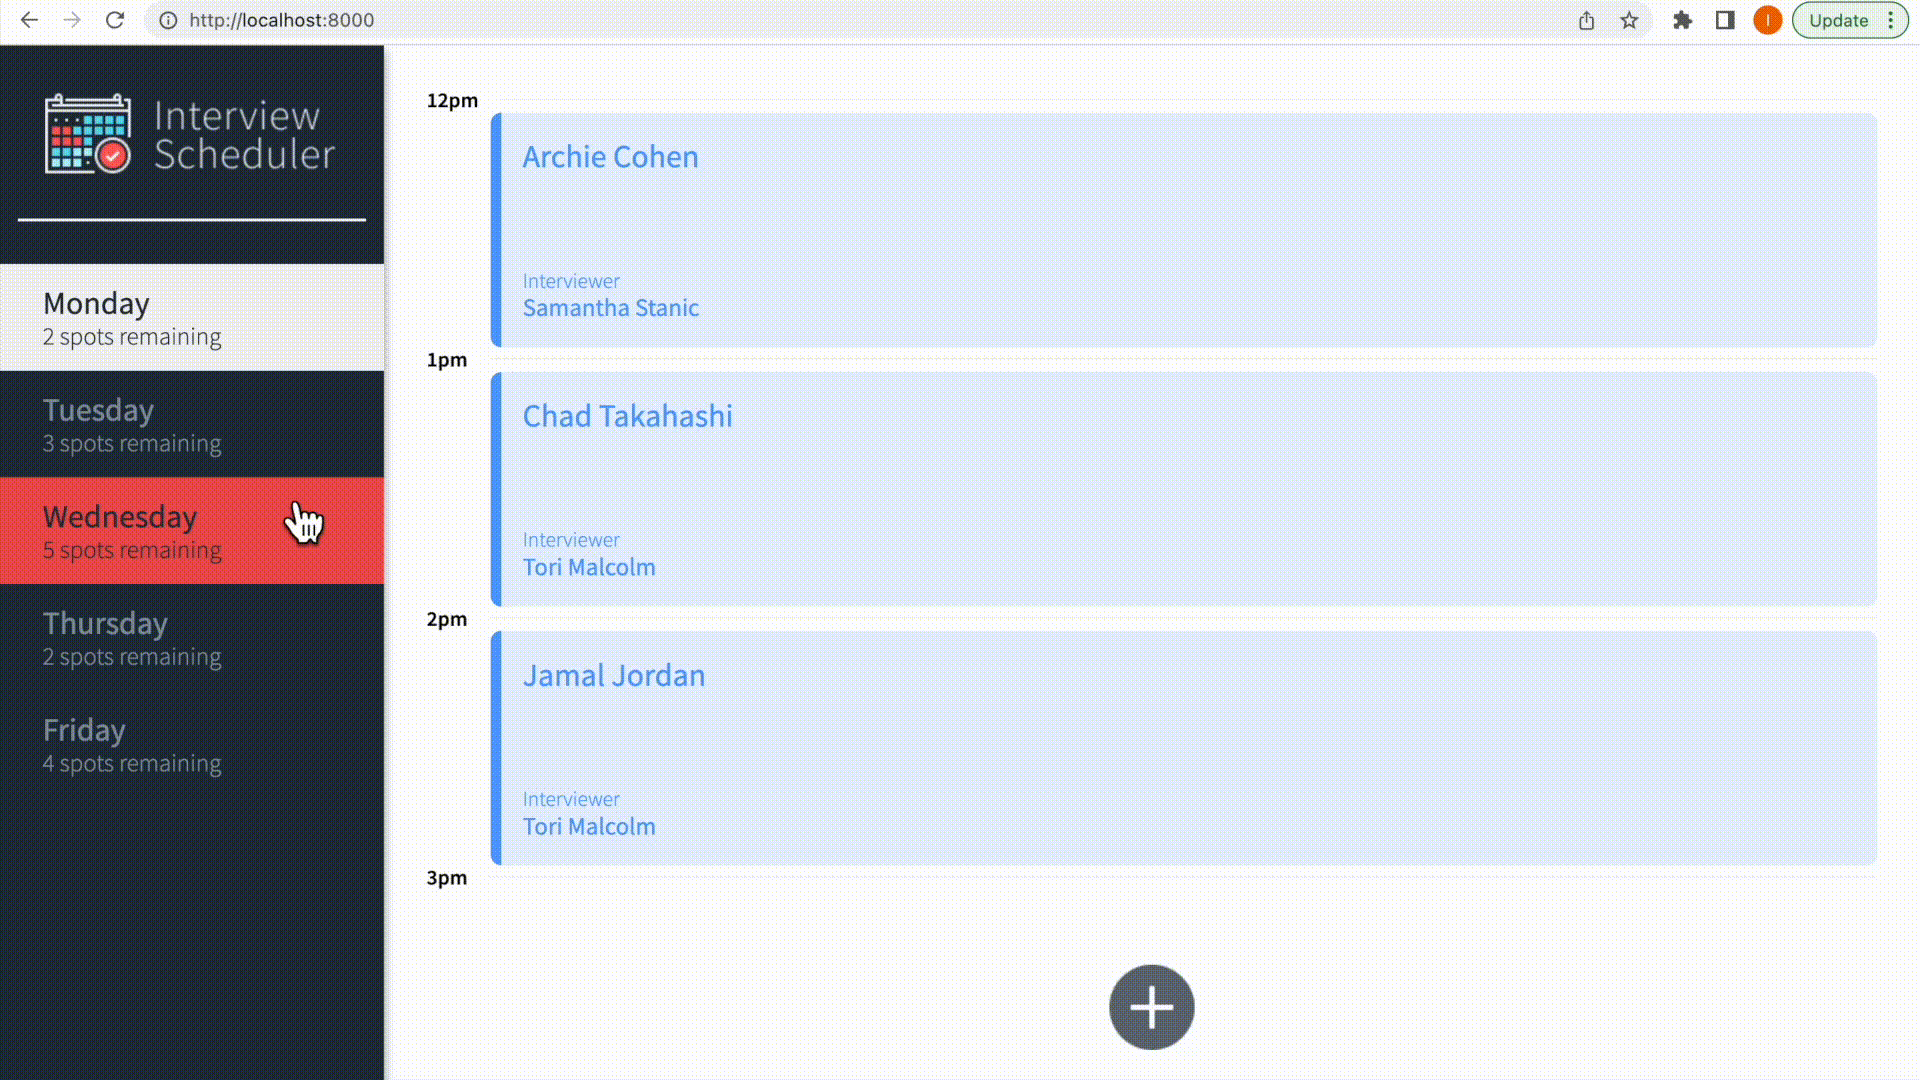 http://localhost:8000
Update
Interview
Scheduler
Monday
2 spots remaining
Tuesday
3 spots remaining
Wednesday
5 spots remaining
Thursday
2 spots remaining
Friday
4 spots remaining
12pm
Archie Cohen
Interviewer
Samantha Stanic
1pm
Chad Takahashi
Interviewer
Tori Malcolm
2pm
Jamal Jordan
Interviewer
Tori Malcolm
3pm